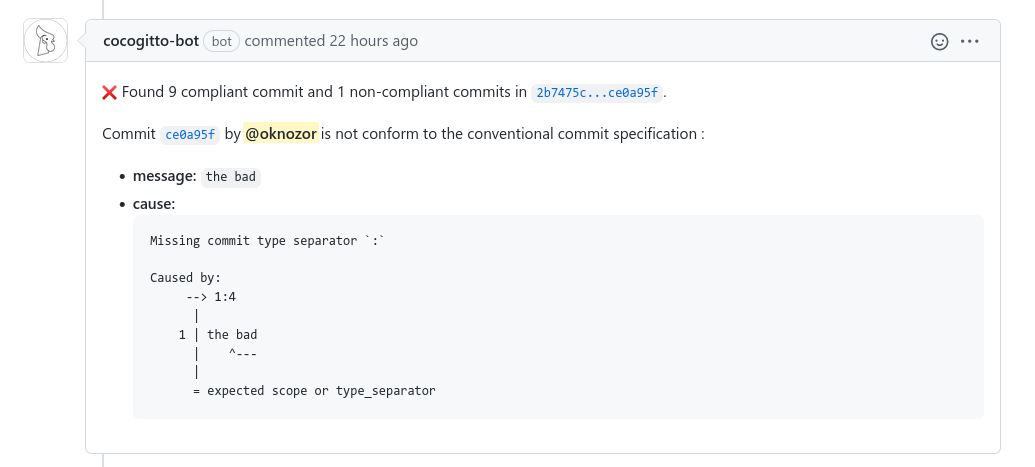 cocogitto-bot bot commented 22 hours ago
❌ Found 9 compliant commit and 1 non-compliant commits in 2b7475c...ce0a95f.
Commit ce0a95f by @oknozor is not conform to the conventional commit specification :
• message: the bad
• cause:
Missing commit type separator `:`
Caused by:
     --> 1:4
      |
    1 | the bad
      |    ^---
      |
      = expected scope or type_separator